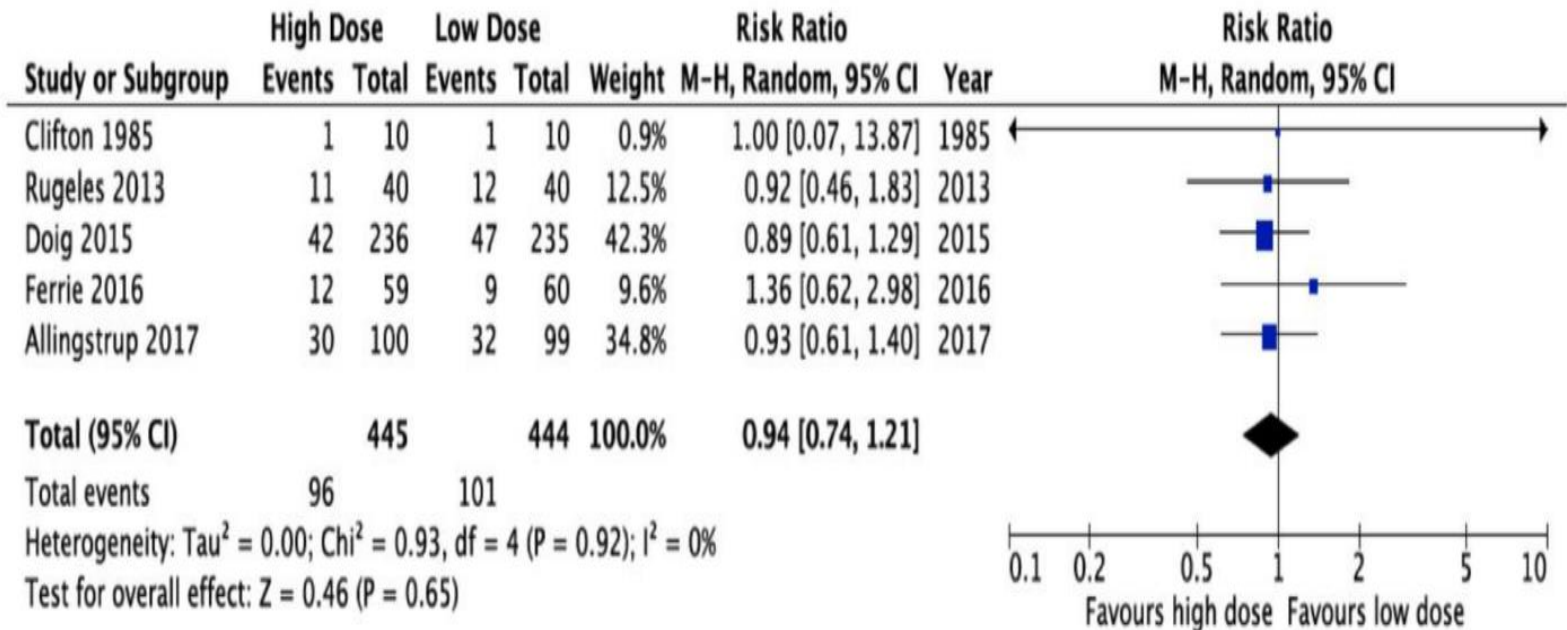 High Dose Low Dose Risk Ratio Risk Ratio
Study or Subgroup Events Total Events Total Weight M-H, Random, 95% CI Year M-H, Random, 95% CI
Clifton 1985 1 10 1 10 0.9% 1.00 [0.07, 13.87] 1985
Rugeles 2013 11 40 12 40 12.5% 0.92 [0.46, 1.83] 2013
Doig 2015 42 236 47 235 42.3% 0.89 [0.61, 1.29] 2015
Ferrie 2016 12 59 9 60 9.6% 1.36 [0.62, 2.98] 2016
Allingstrup 2017 30 100 32 99 34.8% 0.93 [0.61, 1.40] 2017
Total (95% CI) 445 444 100.0% 0.94 [0.74, 1.21]
Total events 96 101
Heterogeneity: Tau² = 0.00; Chi² = 0.93, df = 4 (P = 0.92); I² = 0%
Test for overall effect: Z = 0.46 (P = 0.65)
0.1 0.2 0.5 1 2 5 10
Favours high dose Favours low dose